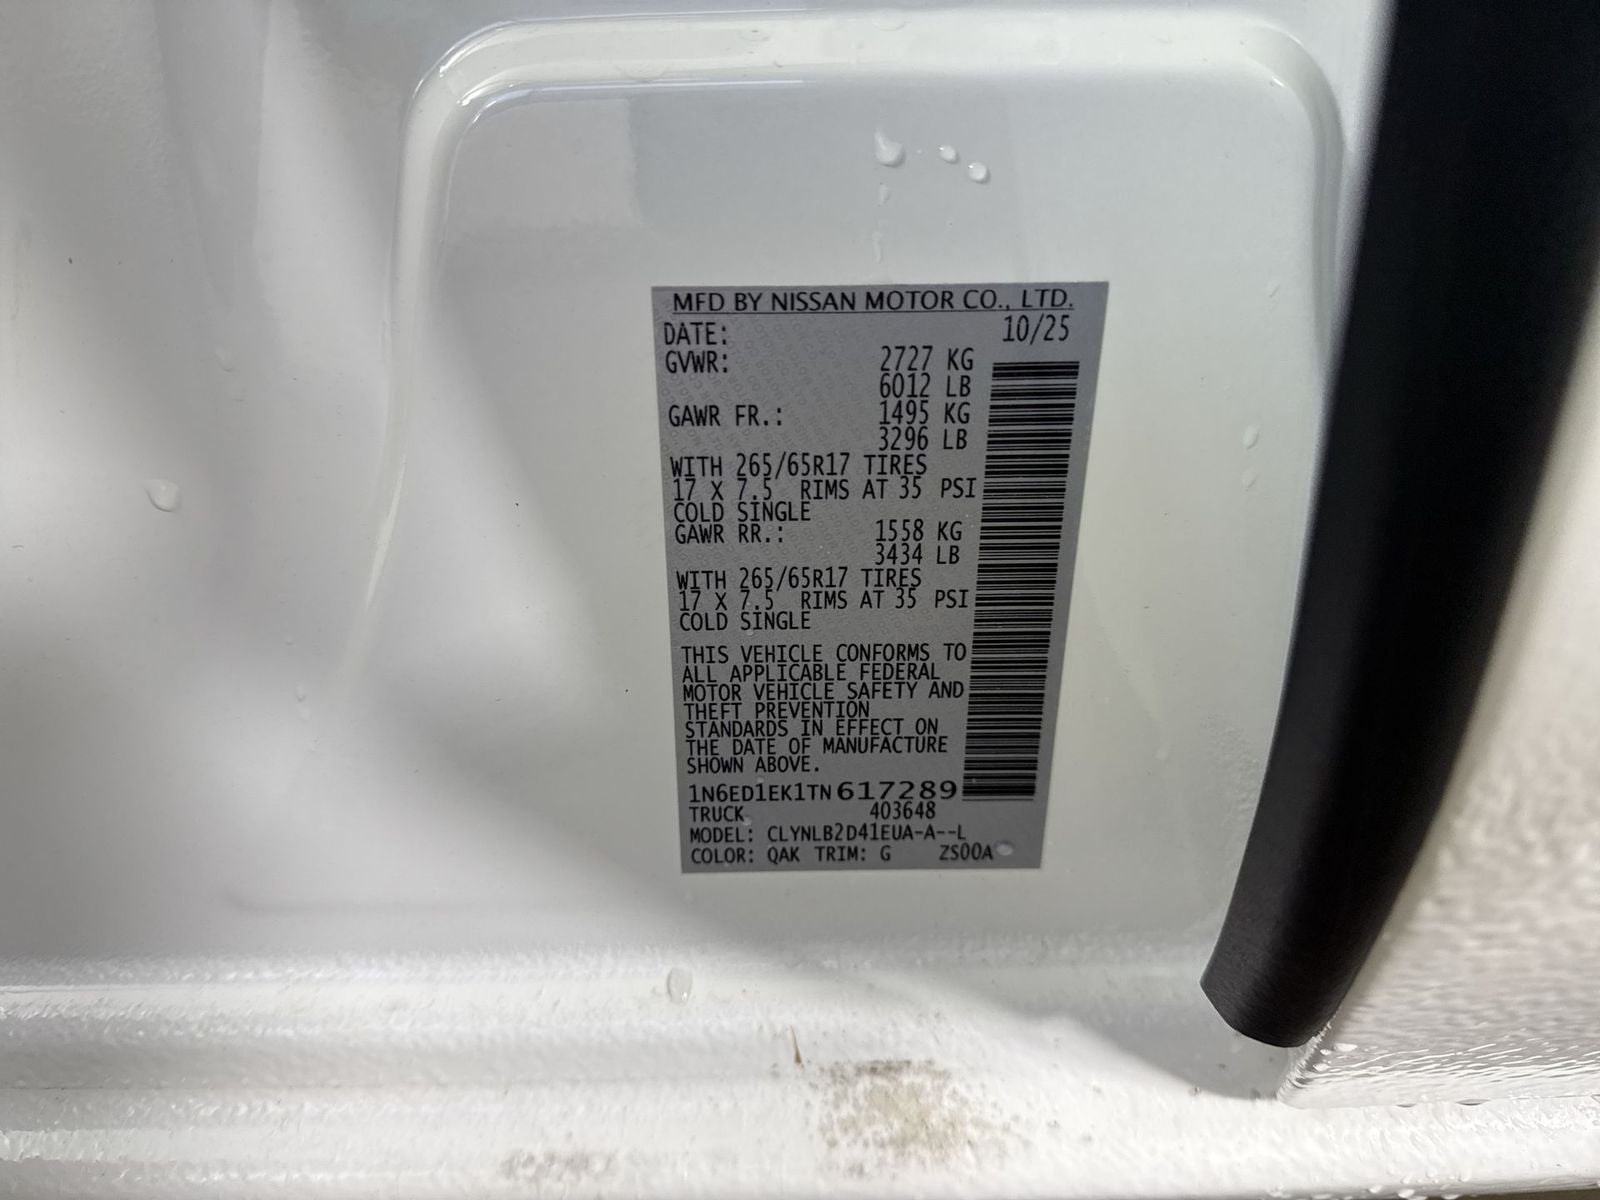 MFD BY NISSAN MOTOR CO., LTD.
DATE: 10/25
GVWR: 2727 KG
6012 LB
GAWR FR.: 1495 KG
3296 LB
WITH 265/65R17 TIRES
17 X 7.5 RIMS AT 35 PSI
COLD SINGLE
GAWR RR.: 1558 KG
3434 LB
WITH 265/65R17 TIRES
17 X 7.5 RIMS AT 35 PSI
COLD SINGLE
THIS VEHICLE CONFORMS TO
ALL APPLICABLE FEDERAL
MOTOR VEHICLE SAFETY AND
THEFT PREVENTION
STANDARDS IN EFFECT ON
THE DATE OF MANUFACTURE
SHOWN ABOVE.
1N6ED1EK1TN617289
TRUCK 403648
MODEL: CLYNLB2D41EUA-A--L
COLOR: QAK TRIM: G ZS00A